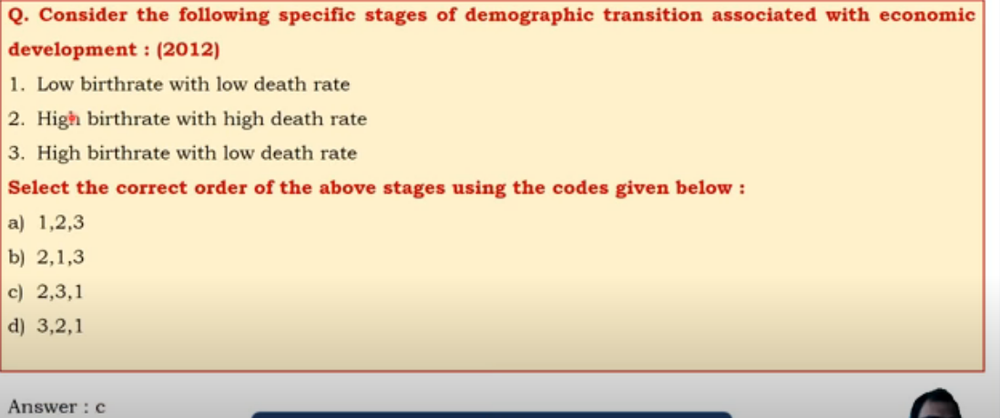 Q. Consider the following specific stages of demographic transition associated with economic
development : (2012)
1. Low birthrate with low death rate
2. High birthrate with high death rate
3. High birthrate with low death rate
Select the correct order of the above stages using the codes given below :
a) 1,2,3
b) 2,1,3
c) 2,3,1
d) 3,2,1
Answer : c